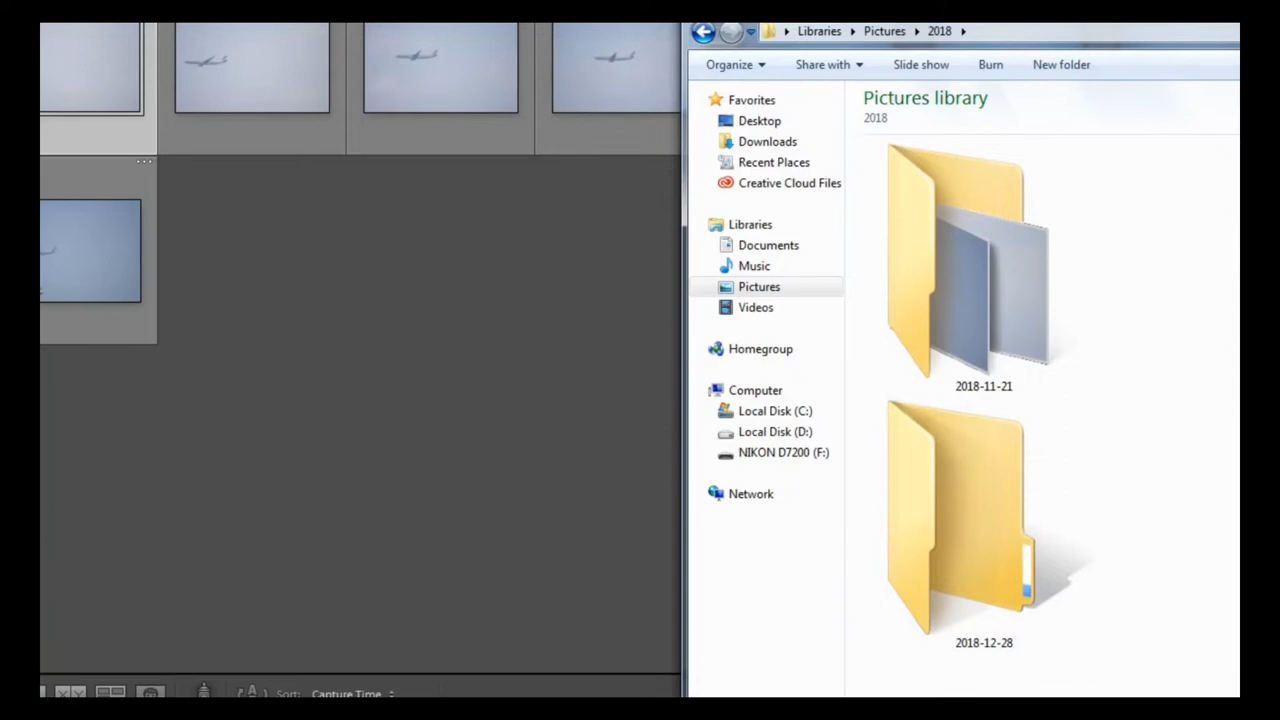 Libraries Pictures 2018
Organize Share with Slide show Burn New folder
Favorites
Desktop
Downloads
Recent Places
Creative Cloud Files
Libraries
Documents
Music
Pictures
Videos
Homegroup
Computer
Local Disk (C:)
Local Disk (D:)
NIKON D7200 (F:)
Network
Pictures library
2018
2018-11-21
2018-12-28
Sort: Capture Time